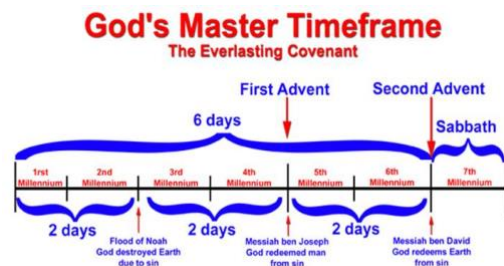 God's Master Timeframe
The Everlasting Covenant
First Advent
Second Advent
6 days
Sabbath
1rst
Millennium
2nd
Millennium
3rd
Millennium
4th
Millennium
5th
Millennium
6th
Millennium
7th
Millennium
2 days
2 days
2 days
Flood of Noah
God destroyed Earth
due to sin
Messiah ben Joseph
God redeemed man
from sin
Messiah ben David
God redeems Earth
from sin